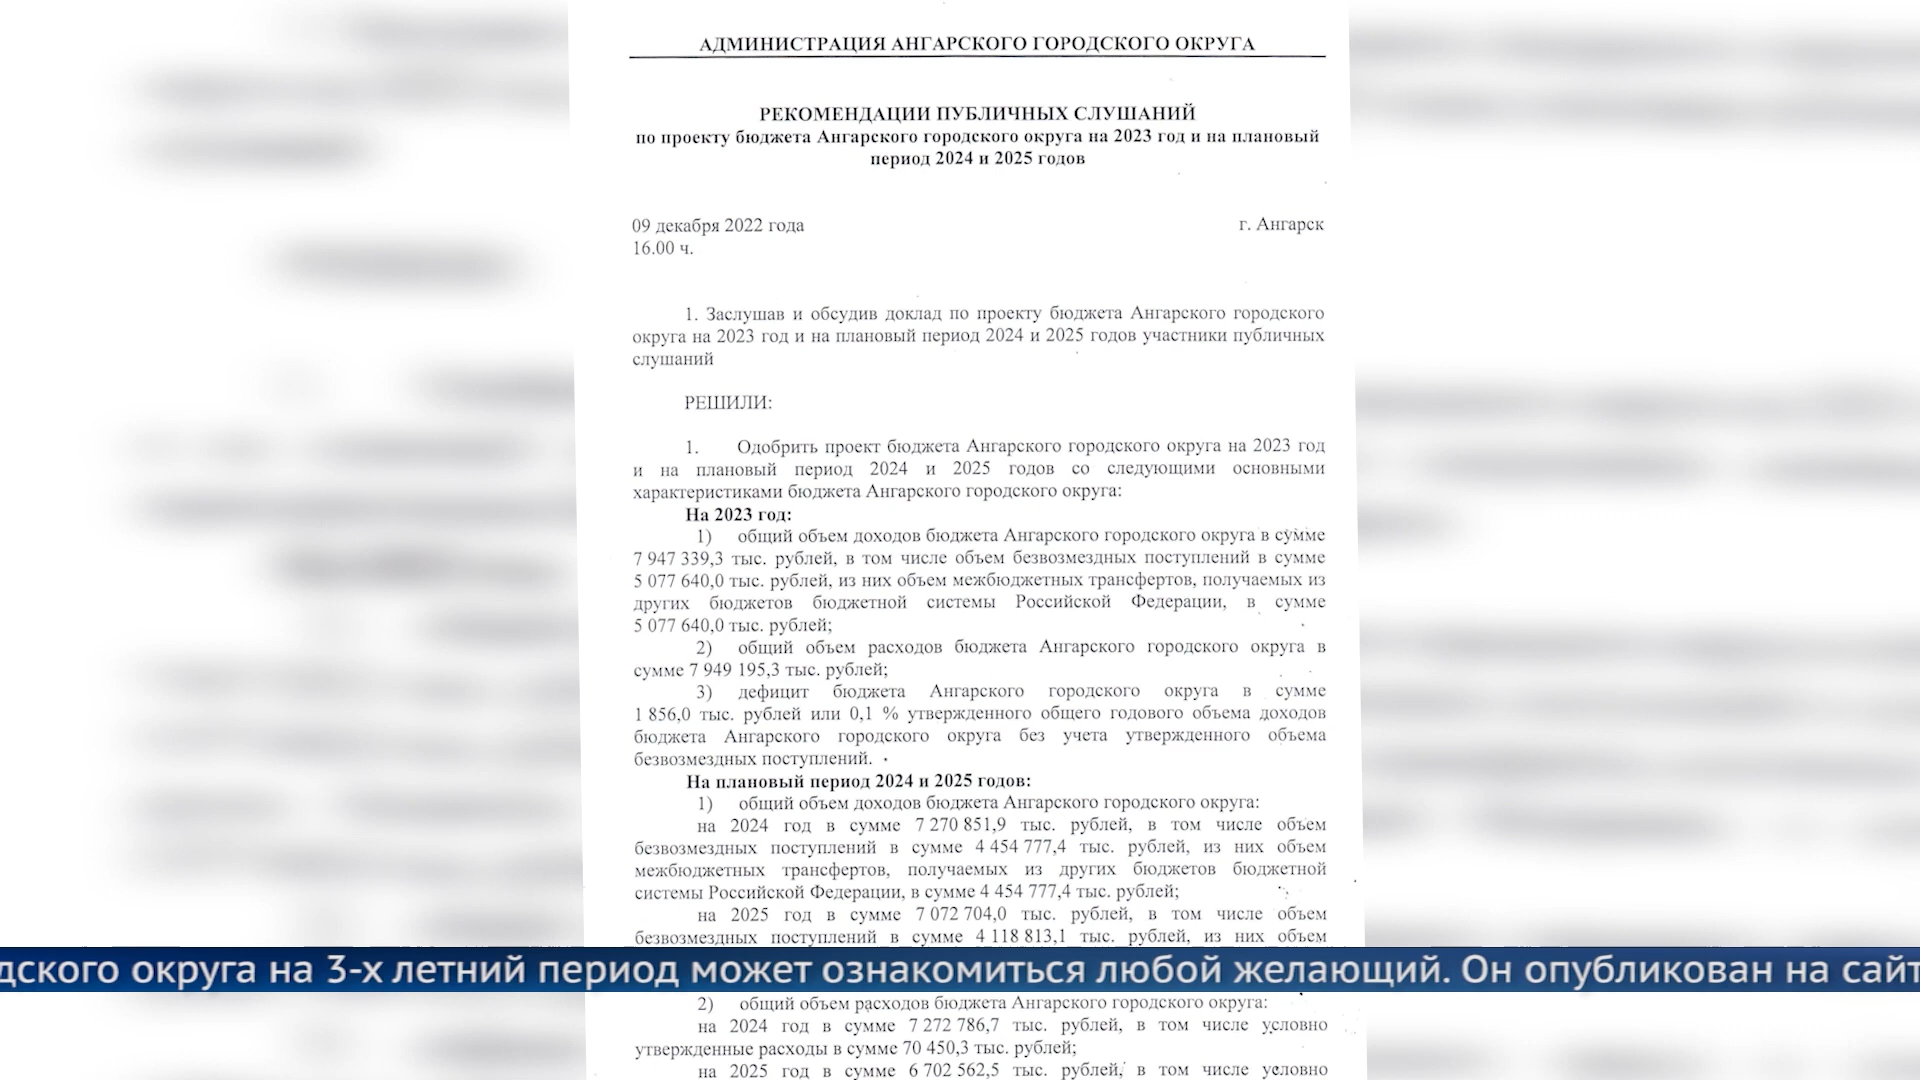 АДМИНИСТРАЦИЯ АНГАРСКОГО ГОРОДСКОГО ОКРУГА
РЕКОМЕНДАЦИИ ПУБЛИЧНЫХ СЛУШАНИЙ
по проекту бюджета Ангарского городского округа на 2023 год и на плановый
период 2024 и 2025 годов
09 декабря 2022 года г. Ангарск
16.00 ч.
1. Заслушав и обсудив доклад по проекту бюджета Ангарского городского
округа на 2023 год и на плановый период 2024 и 2025 годов участники публичных
слушаний
РЕШИЛИ:
1. Одобрить проект бюджета Ангарского городского округа на 2023 год
и на плановый период 2024 и 2025 годов со следующими основными
характеристиками бюджета Ангарского городского округа:
На 2023 год:
1) общий объем доходов бюджета Ангарского городского округа в сумме
7 947 339,3 тыс. рублей, в том числе объем безвозмездных поступлений в сумме
5 077 640,0 тыс. рублей, из них объем межбюджетных трансфертов, получаемых из
других бюджетов бюджетной системы Российской Федерации, в сумме
5 077 640,0 тыс. рублей;
2) общий объем расходов бюджета Ангарского городского округа в
сумме 7 949 195,3 тыс. рублей;
3) дефицит бюджета Ангарского городского округа в сумме
1 856,0 тыс. рублей или 0,1 % утвержденного общего годового объема доходов
бюджета Ангарского городского округа без учета утвержденного объема
безвозмездных поступлений.
На плановый период 2024 и 2025 годов:
1) общий объем доходов бюджета Ангарского городского округа:
на 2024 год в сумме 7 270 851,9 тыс. рублей, в том числе объем
безвозмездных поступлений в сумме 4 454 777,4 тыс. рублей, из них объем
межбюджетных трансфертов, получаемых из других бюджетов бюджетной
системы Российской Федерации, в сумме 4 454 777,4 тыс. рублей;
на 2025 год в сумме 7 072 704,0 тыс. рублей, в том числе объем
безвозмездных поступлений в сумме 4 118 813,1 тыс. рублей, из них объем
дского округа на 3-х летний период может ознакомиться любой желающий. Он опубликован на сайт
2) общий объем расходов бюджета Ангарского городского округа:
на 2024 год в сумме 7 272 786,7 тыс. рублей, в том числе условно
утвержденные расходы в сумме 70 450,3 тыс. рублей;
на 2025 год в сумме 6 702 562,5 тыс. рублей, в том числе условно